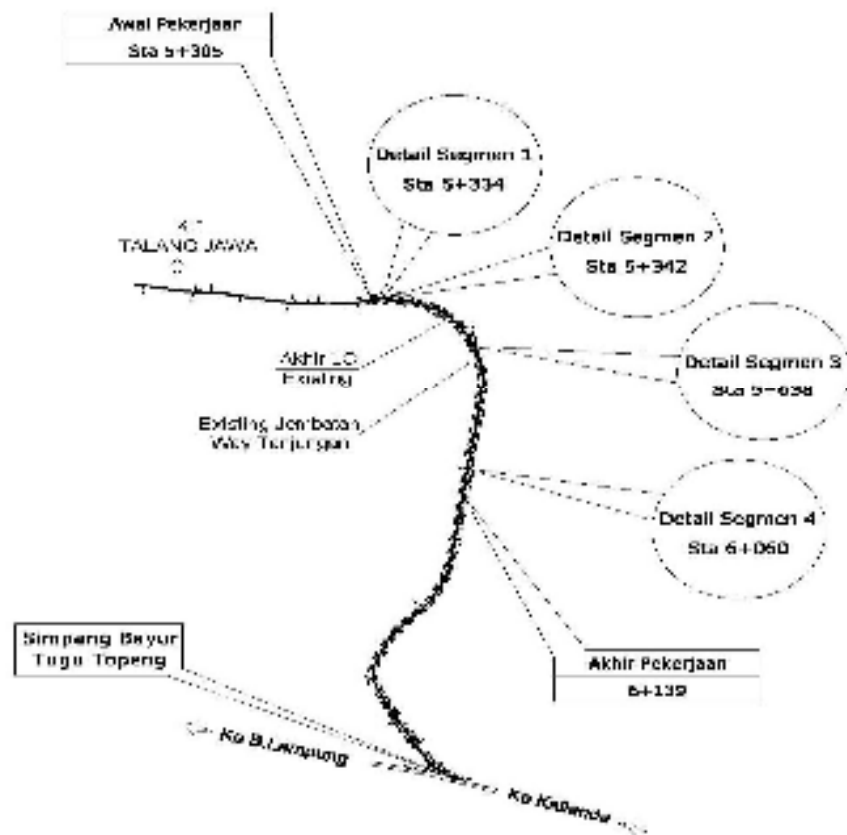 Awal Pekerjaan
Sta 5+305
Detail Segmen 1
Sta 5+334
Detail Segmen 2
Sta 5+342
TALANG JAWA
Akhir
Existing
Detail Segmen 3
Sta
Existing Jembatan
Way Tanjungan
Detail Segmen 4
Sta 6+060
Simpang Bayur
Tugu Topeng
Akhir Pekerjaan
6+139
Ke B.Lampung
Ke Kalianda